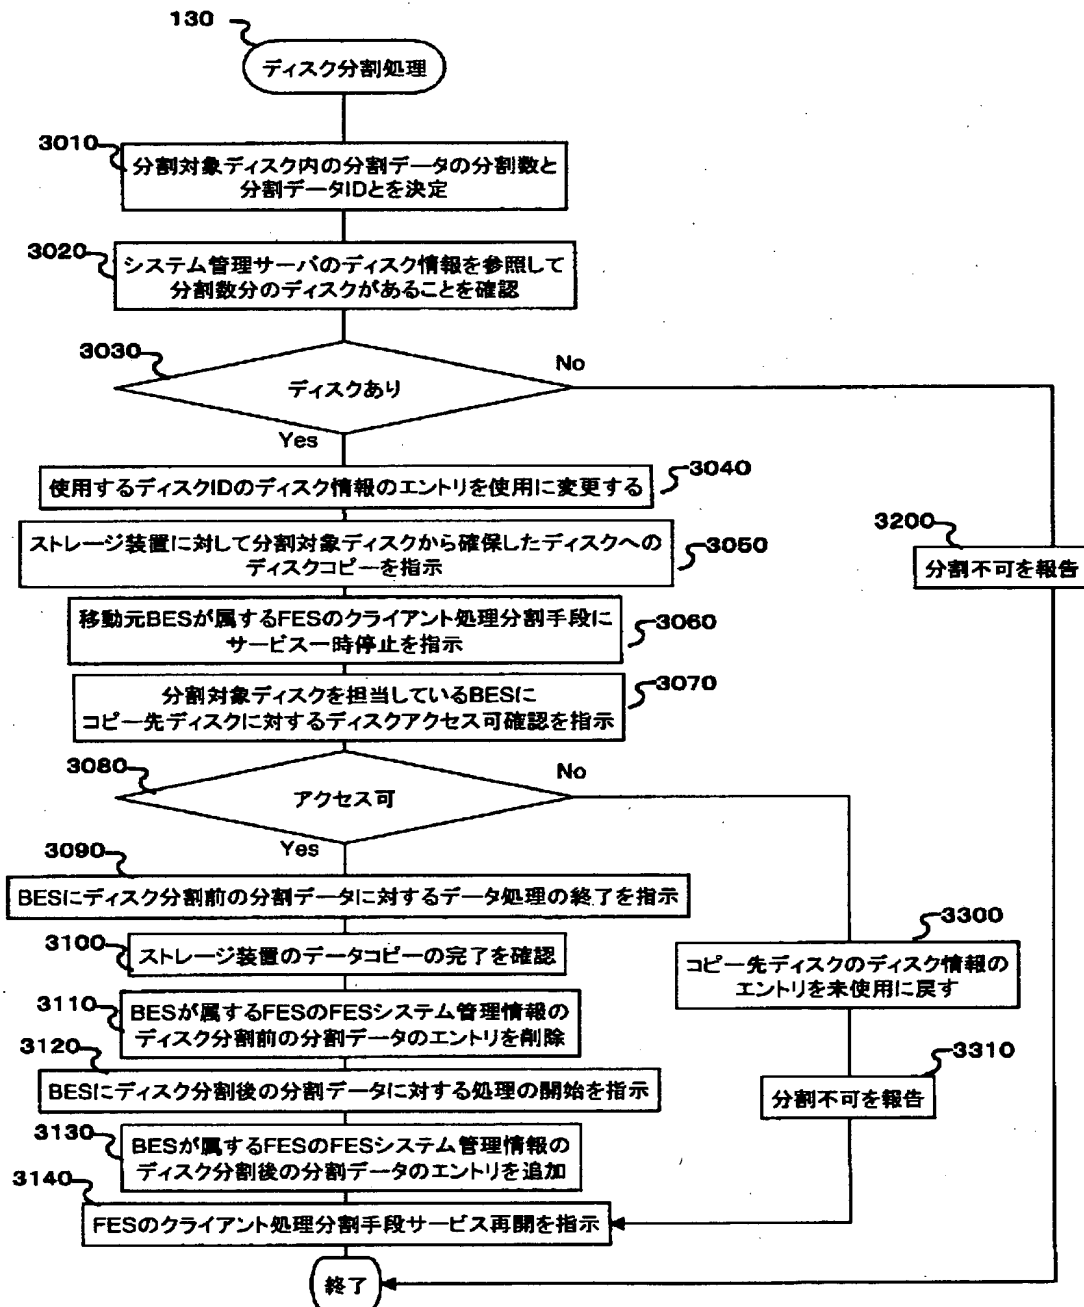 130
ディスク分割処理
3010
分割対象ディスク内の分割データの分割数と
分割データIDとを決定
3020
システム管理サーバのディスク情報を参照して
分割数分のディスクがあることを確認
3030
ディスクあり
No
Yes
3040
使用するディスクIDのディスク情報のエントリを使用に変更する
3050
ストレージ装置に対して分割対象ディスクから確保したディスクへの
ディスクコピーを指示
3200
分割不可を報告
3060
移動元BESが属するFESのクライアント処理分割手段に
サービス一時停止を指示
3070
分割対象ディスクを担当しているBESに
コピー先ディスクに対するディスクアクセス可確認を指示
3080
アクセス可
No
Yes
3090
BESにディスク分割前の分割データに対するデータ処理の終了を指示
3100
ストレージ装置のデータコピーの完了を確認
3300
コピー先ディスクのディスク情報の
エントリを未使用に戻す
3110
BESが属するFESのFESシステム管理情報の
ディスク分割前の分割データのエントリを削除
3120
BESにディスク分割後の分割データに対する処理の開始を指示
3310
分割不可を報告
3130
BESが属するFESのFESシステム管理情報の
ディスク分割後の分割データのエントリを追加
3140
FESのクライアント処理分割手段サービス再開を指示
終了